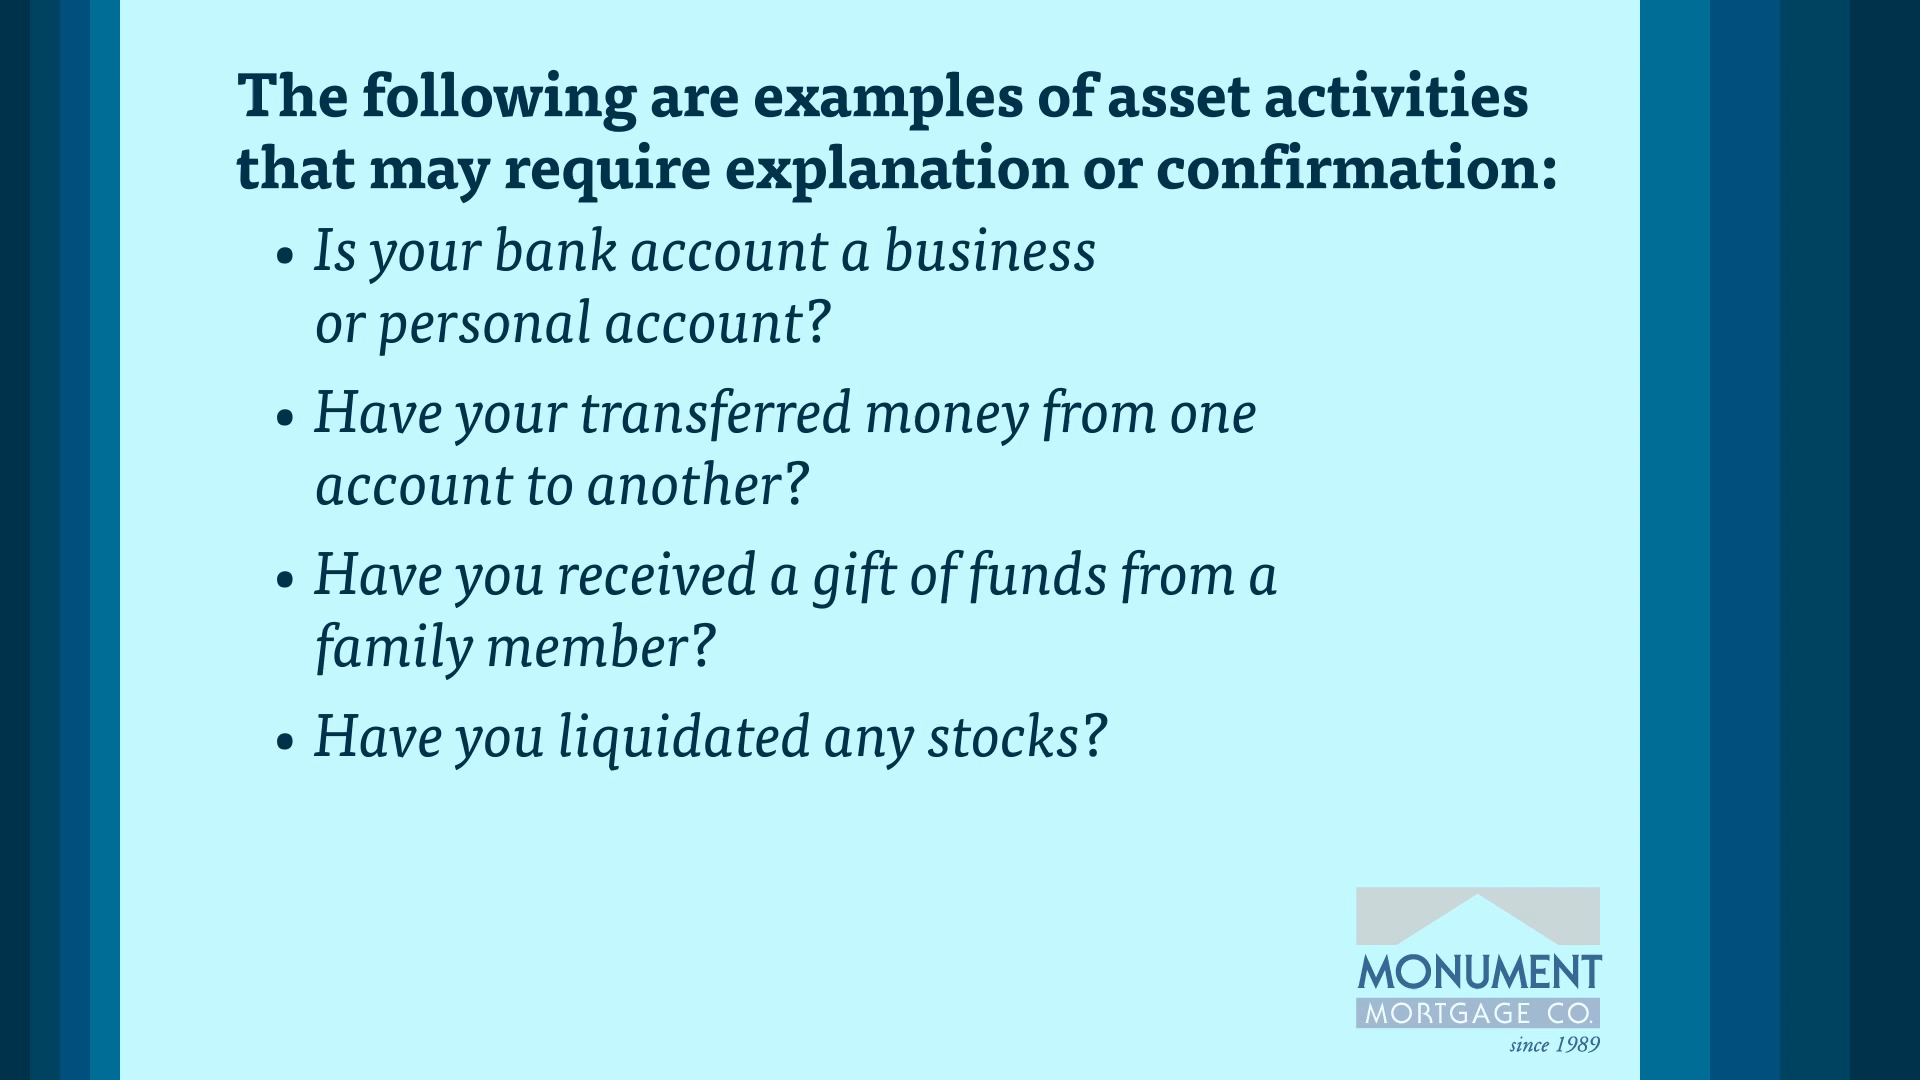 The following are examples of asset activities
that may require explanation or confirmation:
• Is your bank account a business
or personal account?
• Have your transferred money from one
account to another?
• Have you received a gift of funds from a
family member?
• Have you liquidated any stocks?
MONUMENT
MORTGAGE CO.
since 1989